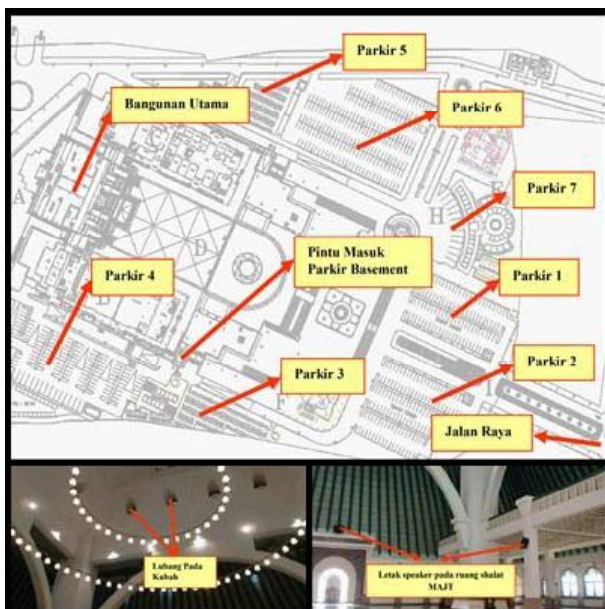 Parkir 5
Bangunan Utama
Parkir 6
A
E
H
Parkir 7
D
Pintu Masuk
Parkir Basement
Parkir 4
Parkir 1
Parkir 3
Parkir 2
Jalan Raya
Lubang Pada
Kubah
Letak speaker pada ruang shalat
MAJT